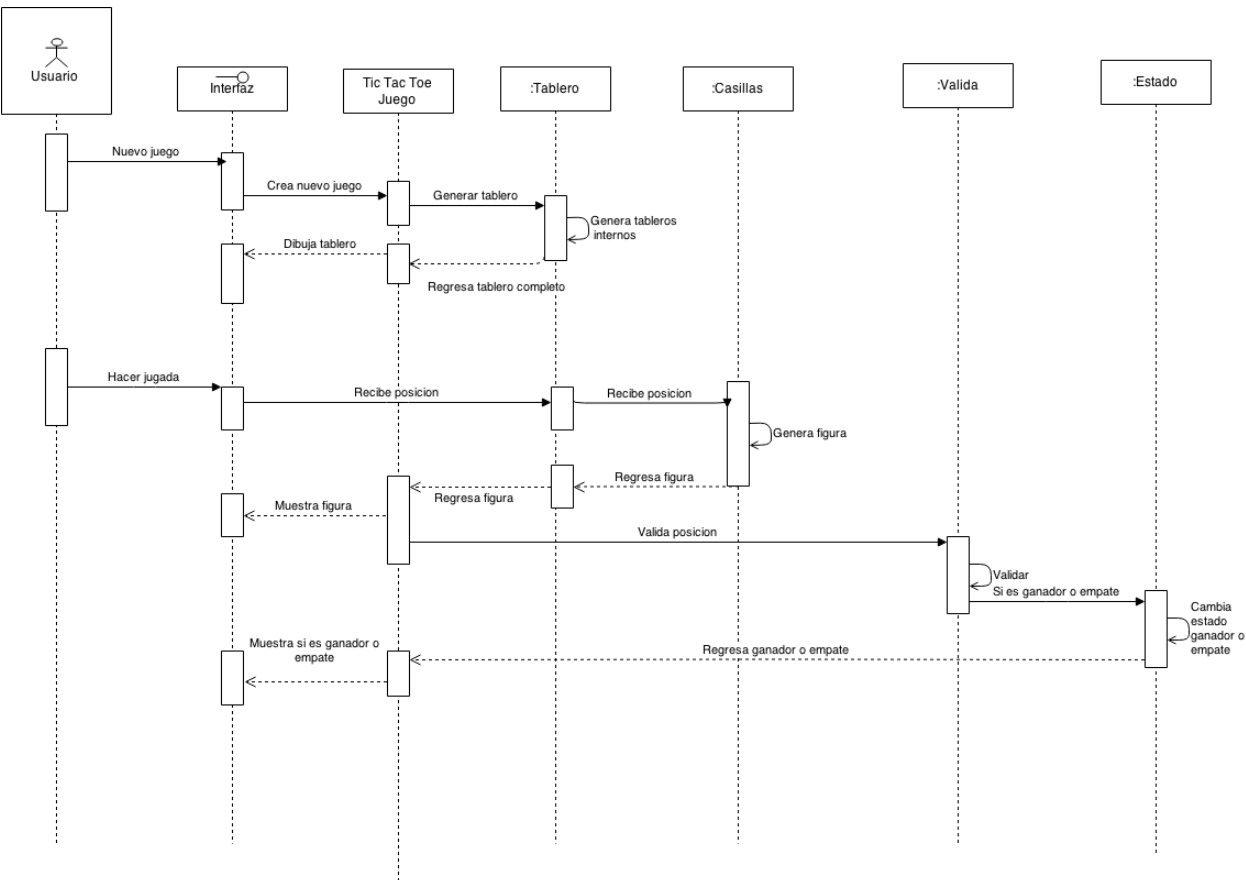 Usuario
Interfaz
Tic Tac Toe
Juego
:Tablero
:Casillas
:Valida
:Estado
Nuevo juego
Crea nuevo juego
Generar tablero
Genera tableros
internos
Dibuja tablero
Regresa tablero completo
Hacer jugada
Recibe posicion
Recibe posicion
Genera figura
Regresa figura
Regresa figura
Muestra figura
Valida posicion
Validar
Si es ganador o empate
Cambia
estado
ganador o
empate
Regresa ganador o empate
Muestra si es ganador o
empate